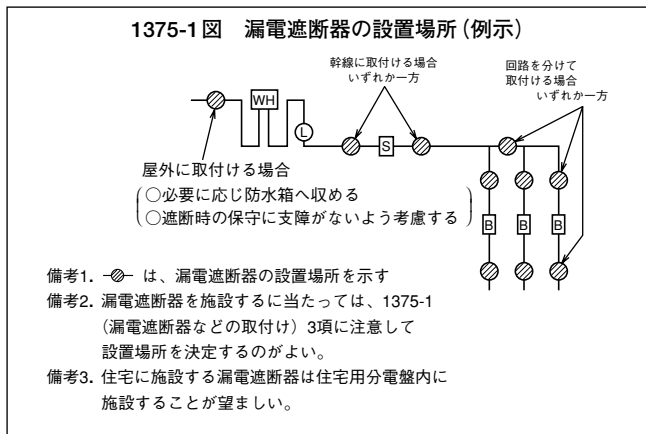 1375-1図 漏電遮断器の設置場所(例示)
幹線に取付ける場合
いずれか一方
回路を分けて
取付ける場合
いずれか一方
WH
L
S
屋外に取付ける場合
○必要に応じ防水箱へ収める
○遮断時の保守に支障がないよう考慮する
B B B
備考1. は、漏電遮断器の設置場所を示す
備考2. 漏電遮断器を施設するに当たっては、1375-1
(漏電遮断器などの取付け)3項に注意して
設置場所を決定するのがよい。
備考3. 住宅に施設する漏電遮断器は住宅用分電盤内に
施設することが望ましい。